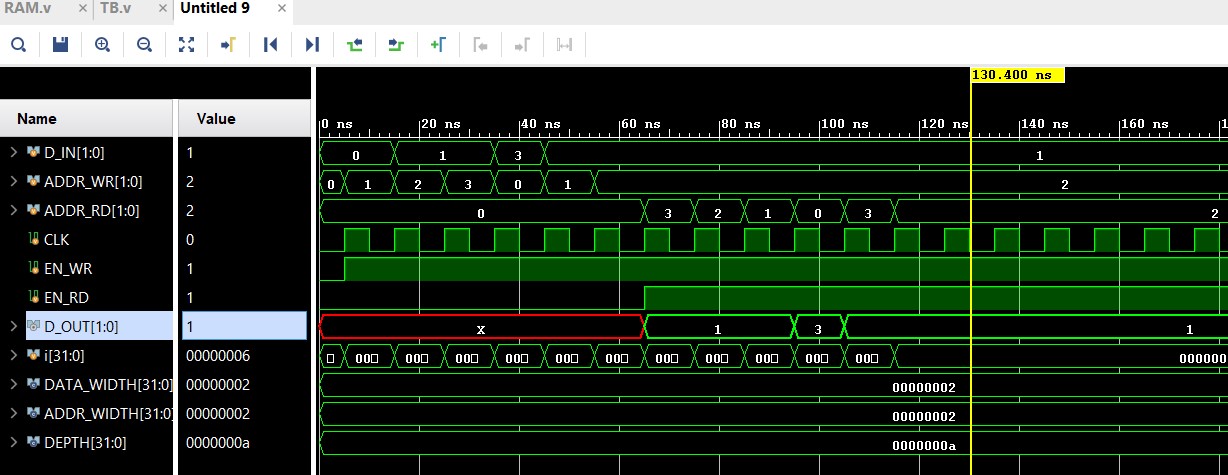 RAM.v × TB.v × Untitled 9 ×
130.400 ns
Name Value
0 ns 20 ns 40 ns 60 ns 80 ns 100 ns 120 ns 140 ns 160 ns
D_IN[1:0] 1 0 1 3 1
ADDR_WR[1:0] 2 0 1 2 3 0 1 2
ADDR_RD[1:0] 2 0 3 2 1 0 3 2
CLK 0
EN_WR 1
EN_RD 1
D_OUT[1:0] 1 X 1 3 1
i[31:0] 00000006 00 00 00 00 00 00 00 00 00 00 00 000000
DATA_WIDTH[31:0] 00000002 00000002
ADDR_WIDTH[31:0] 00000002 00000002
DEPTH[31:0] 0000000a 0000000a